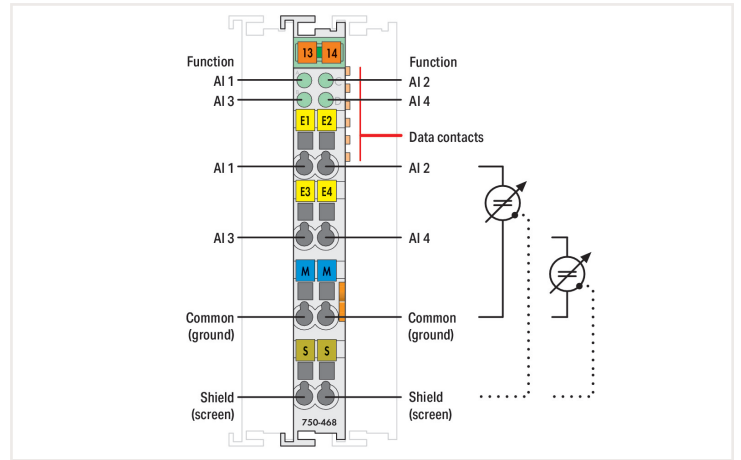 13 14
Function
Function
AI 1
AI 2
AI 3
AI 4
E1 E2
Data contacts
AI 1
AI 2
E3 E4
AI 3
AI 4
M M
Common
(ground)
Common
(ground)
S S
Shield
(screen)
Shield
(screen)
750-468